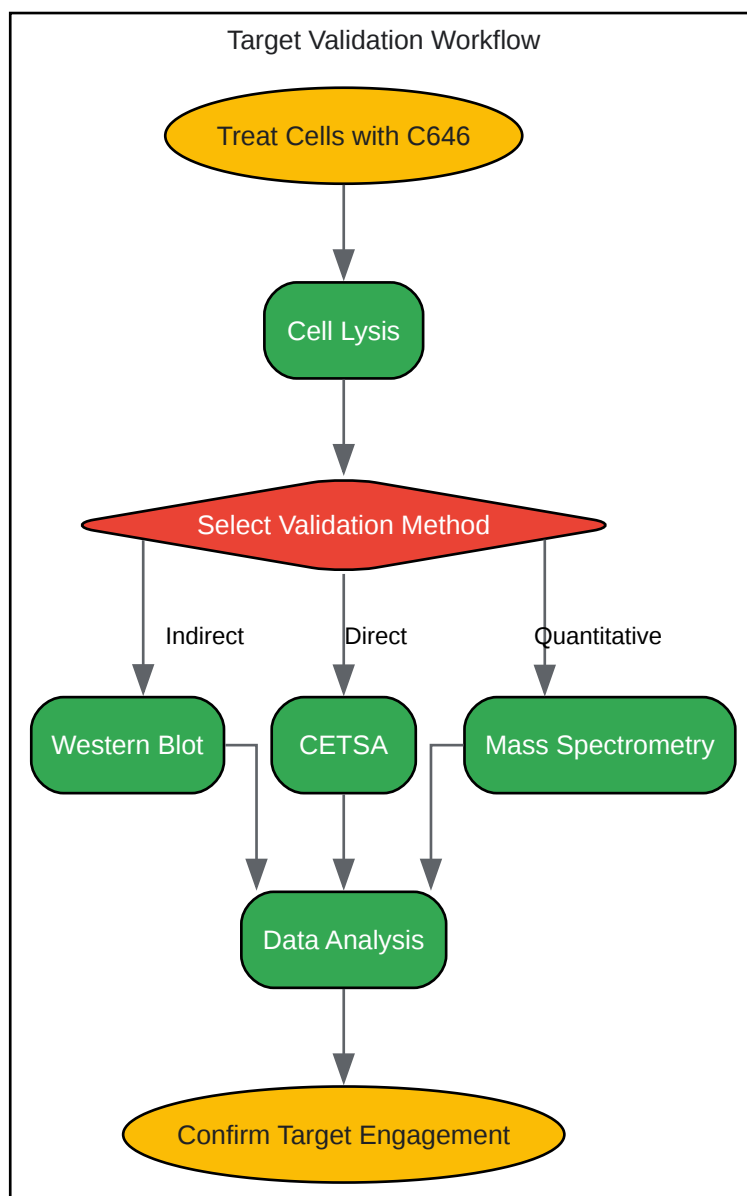 Target Validation Workflow
Treat Cells with C646
Cell Lysis
Select Validation Method
Indirect
Direct
Quantitative
Western Blot
CETSA
Mass Spectrometry
Data Analysis
Confirm Target Engagement